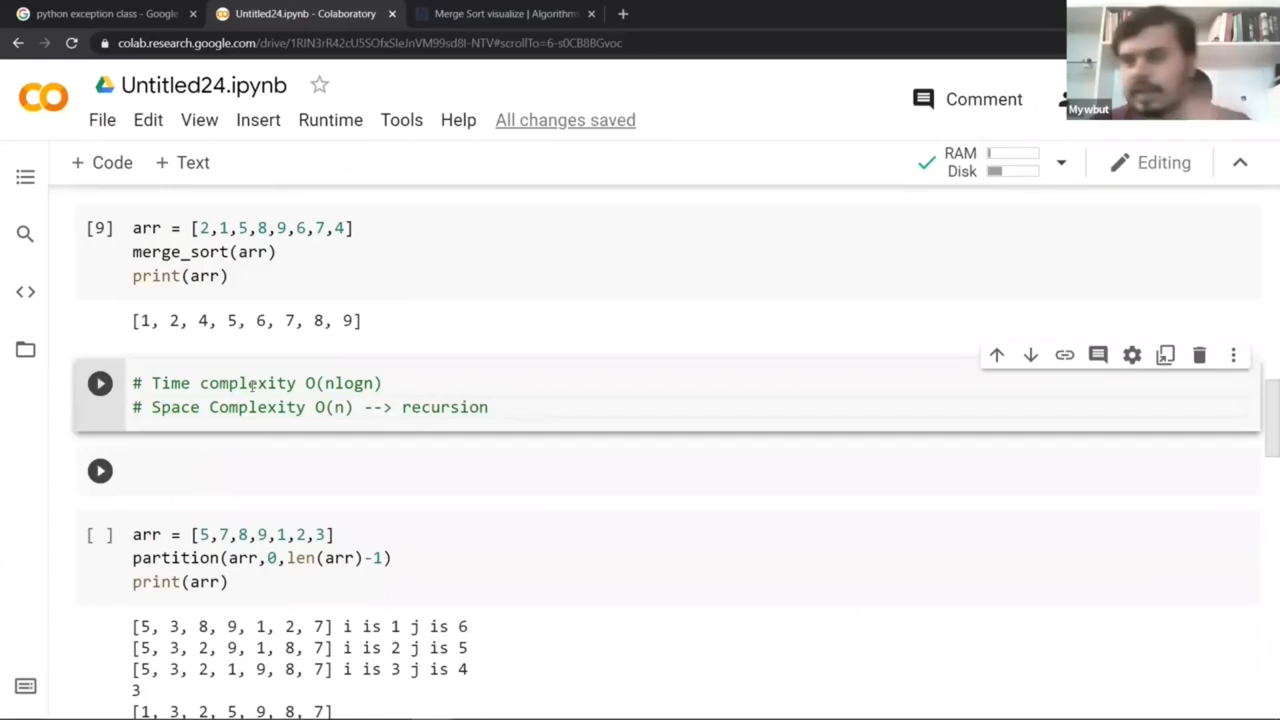 python exception class - Google
Untitled24.ipynb - Colaboratory
Merge Sort visualize | Algorithm
colab.research.google.com/drive/1RIN3rR42cU5SOfxSIeJnVM99sd8I-NTV#scrollTo=6-s0CB8BGvoc
Mywbut
CO
Untitled24.ipynb
Comment
File Edit View Insert Runtime Tools Help All changes saved
+ Code + Text
RAM
Disk
Editing
[9] arr = [2,1,5,8,9,6,7,4]
merge_sort(arr)
print(arr)
[1, 2, 4, 5, 6, 7, 8, 9]
# Time complexity O(nlogn)
# Space Complexity O(n) --> recursion
[ ] arr = [5,7,8,9,1,2,3]
partition(arr,0,len(arr)-1)
print(arr)
[5, 3, 8, 9, 1, 2, 7] i is 1 j is 6
[5, 3, 2, 9, 1, 8, 7] i is 2 j is 5
[5, 3, 2, 1, 9, 8, 7] i is 3 j is 4
3
[1, 3, 2, 5, 9, 8, 7]